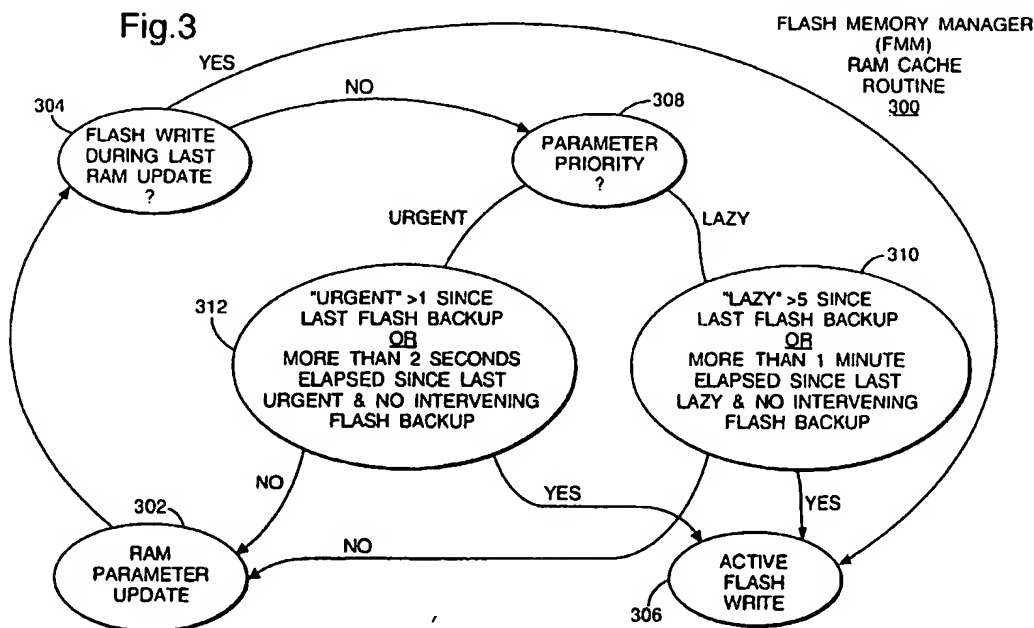 Fig.3
FLASH MEMORY MANAGER
(FMM)
RAM CACHE
ROUTINE
300
YES
NO
304
FLASH WRITE
DURING LAST
RAM UPDATE
?
308
PARAMETER
PRIORITY
?
URGENT
LAZY
312
"URGENT" >1 SINCE
LAST FLASH BACKUP
OR
MORE THAN 2 SECONDS
ELAPSED SINCE LAST
URGENT & NO INTERVENING
FLASH BACKUP
310
"LAZY" >5 SINCE
LAST FLASH BACKUP
OR
MORE THAN 1 MINUTE
ELAPSED SINCE LAST
LAZY & NO INTERVENING
FLASH BACKUP
NO
YES
YES
NO
302
RAM
PARAMETER
UPDATE
306
ACTIVE
FLASH
WRITE